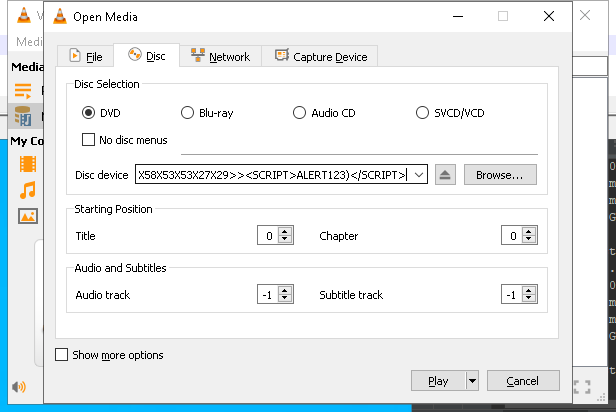 Open Media
Medi
File
Disc
Network
Capture Device
Media
My Co
Disc Selection
DVD
Blu-ray
Audio CD
SVCD/VCD
No disc menus
Disc device
X58X53X53X27X29>><SCRIPT>ALERT123)</SCRIPT>
Browse...
Starting Position
Title
0
Chapter
0
Audio and Subtitles
Audio track
-1
Subtitle track
-1
Show more options
Play
Cancel